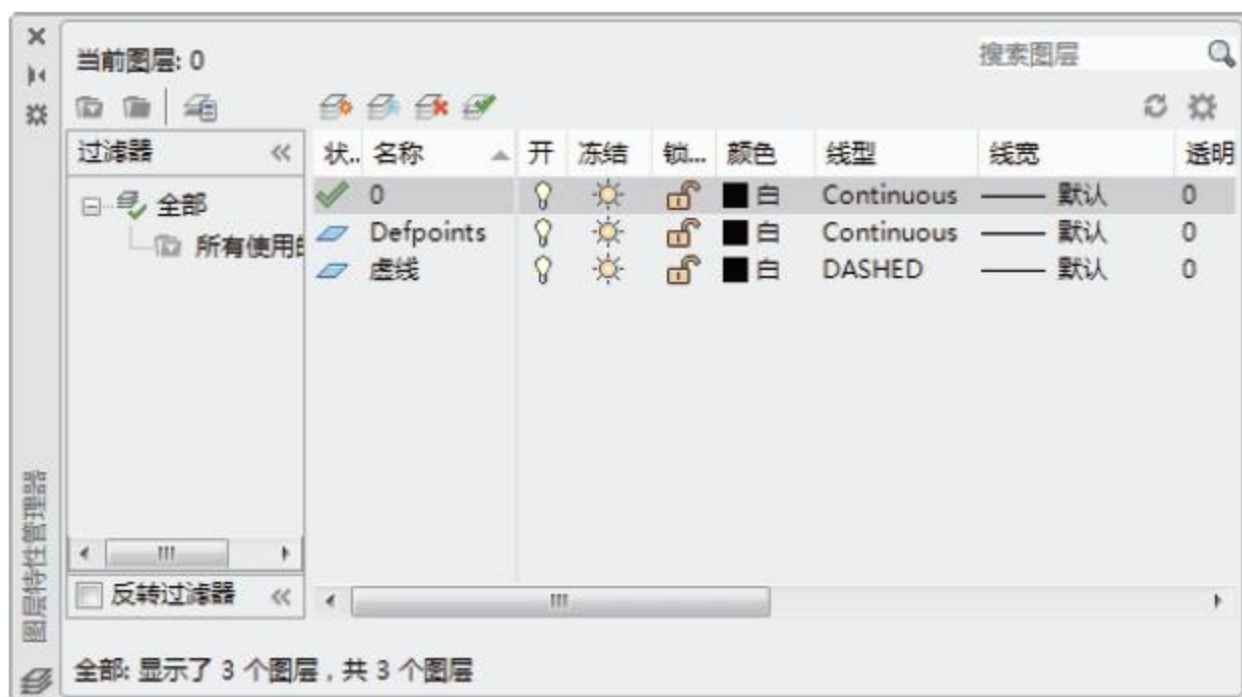 当前图层: 0
搜索图层
过滤器
状.. 名称 开 冻结 锁... 颜色 线型 线宽 透明
全部
所有使用的
0 白 Continuous 默认 0
Defpoints 白 Continuous 默认 0
虚线 白 DASHED 默认 0
反转过滤器
图层特性管理器
全部: 显示了 3 个图层 , 共 3 个图层